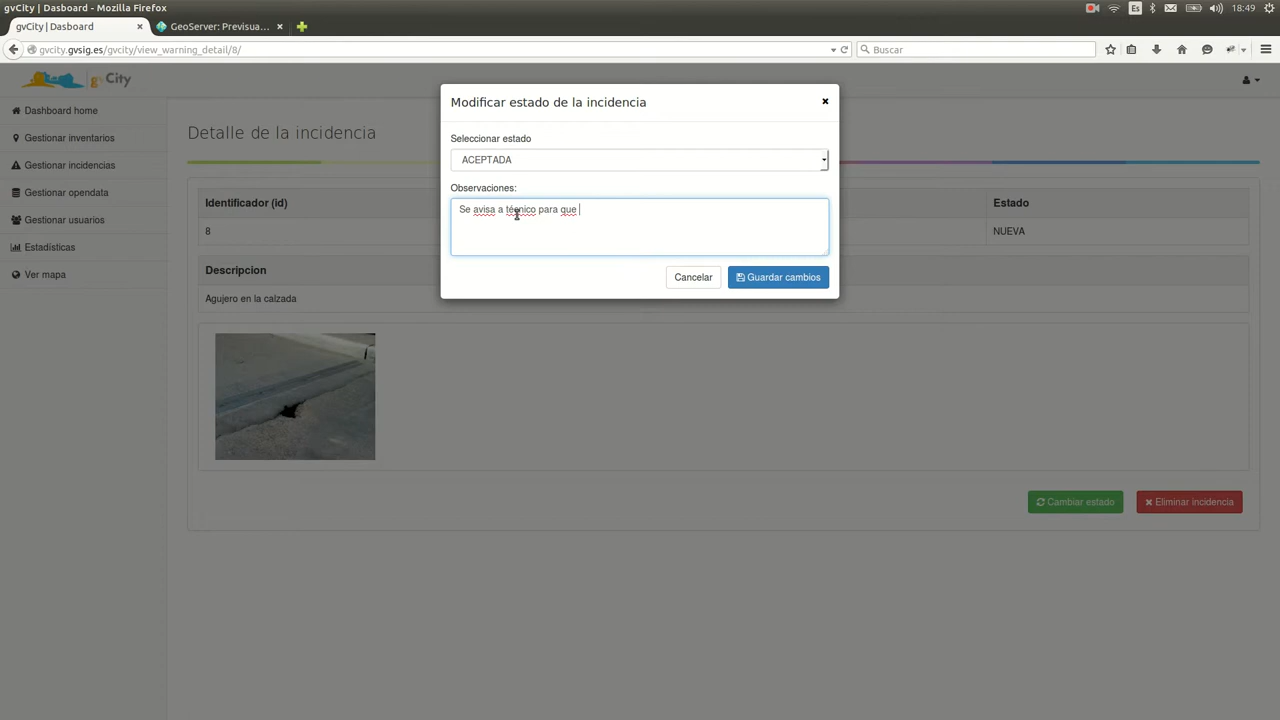 gvCity | Dasboard - Mozilla Firefox
Es
18:49
gvCity | Dasboard
GeoServer: Previsua...
gvcity.gvsig.es/gvcity/view_warning_detail/8/
Buscar
gvCity
Dashboard home
Gestionar inventarios
Gestionar incidencias
Gestionar opendata
Gestionar usuarios
Estadísticas
Ver mapa
Detalle de la incidencia
Identificador (id)
Estado
8
NUEVA
Descripcion
Agujero en la calzada
Cambiar estado
Eliminar incidencia
Modificar estado de la incidencia
Seleccionar estado
ACEPTADA
Observaciones:
Se avisa a técnico para que
Cancelar
Guardar cambios